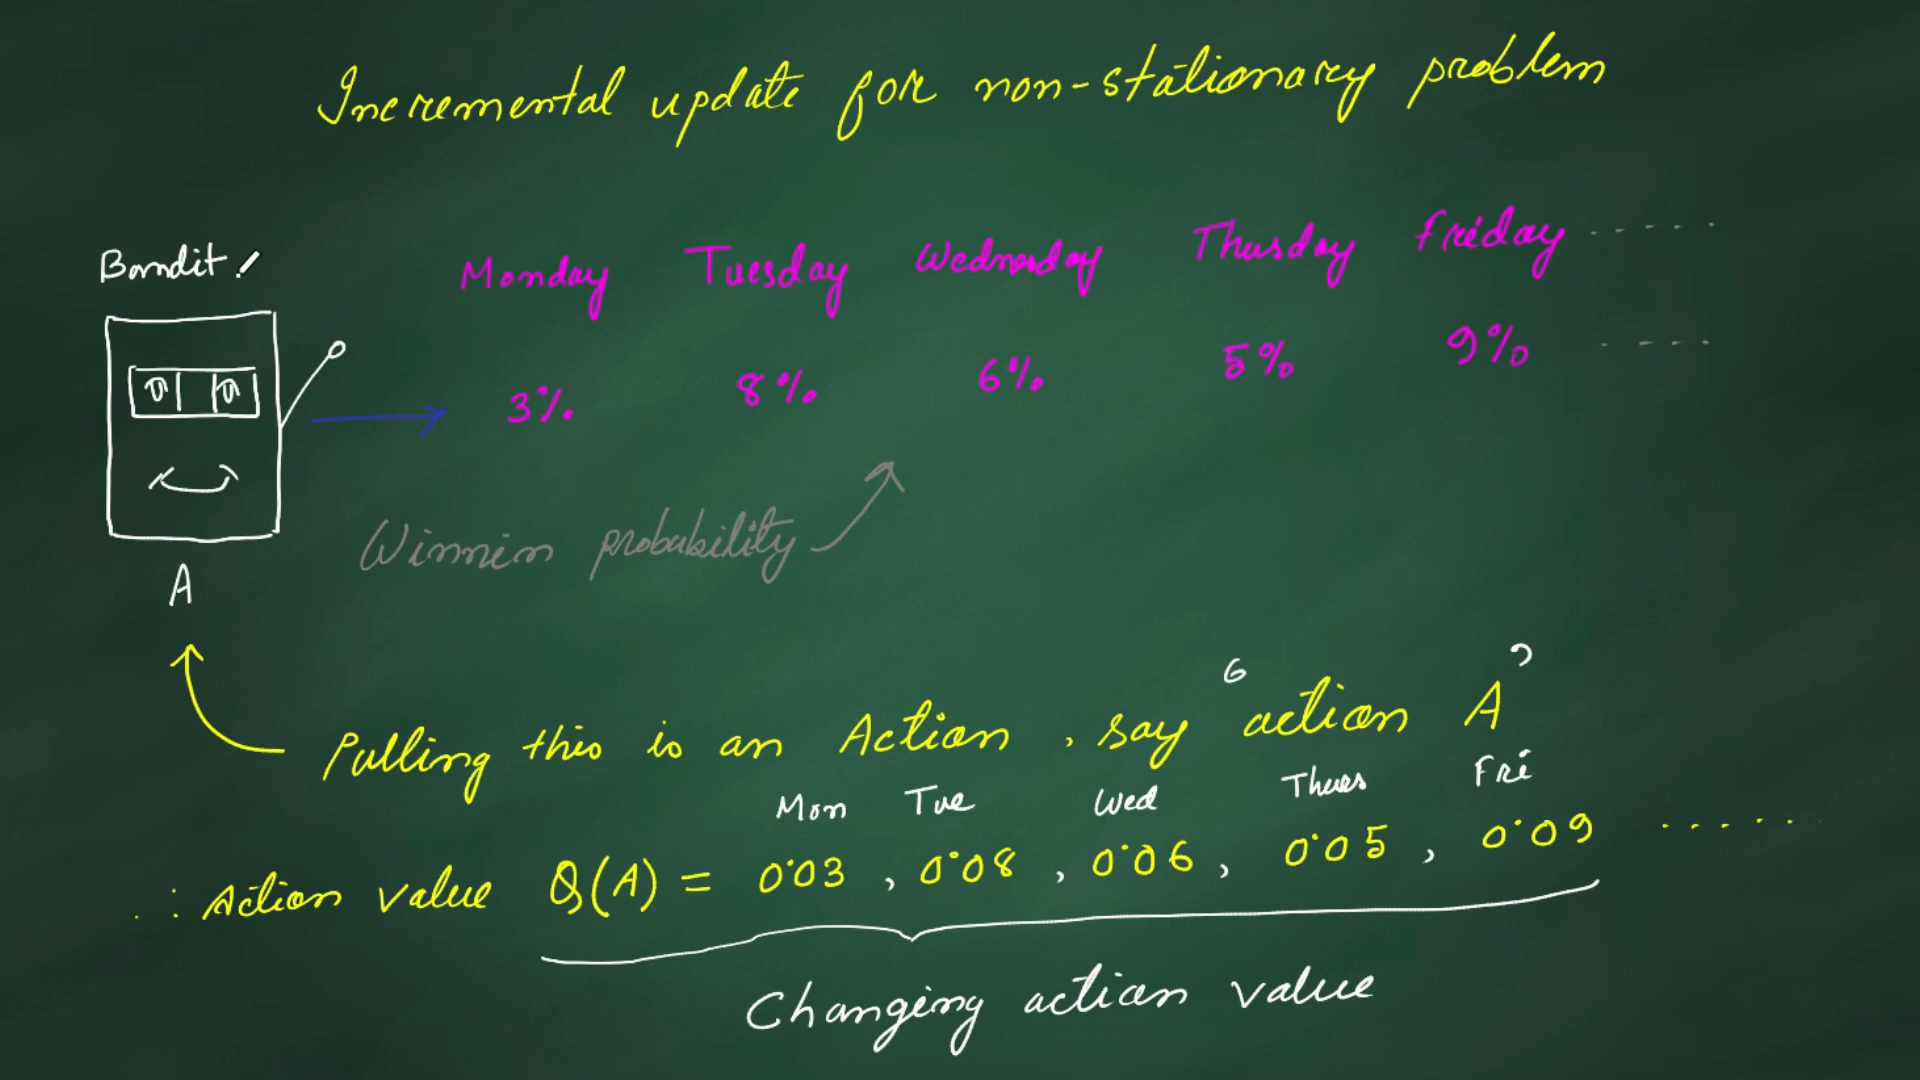 Incremental update for non-stationary problem
Bandit
Monday Tuesday Wednesday Thusday Friday .....
3% 8% 6% 5% 9% ....
Winnin probability
A
Pulling this is an Action, say ‘action A’
Mon Tue Wed Thurs Fri
∴ Action value Q(A) = 0.03, 0.08, 0.06, 0.05, 0.09 ......
Changing action value